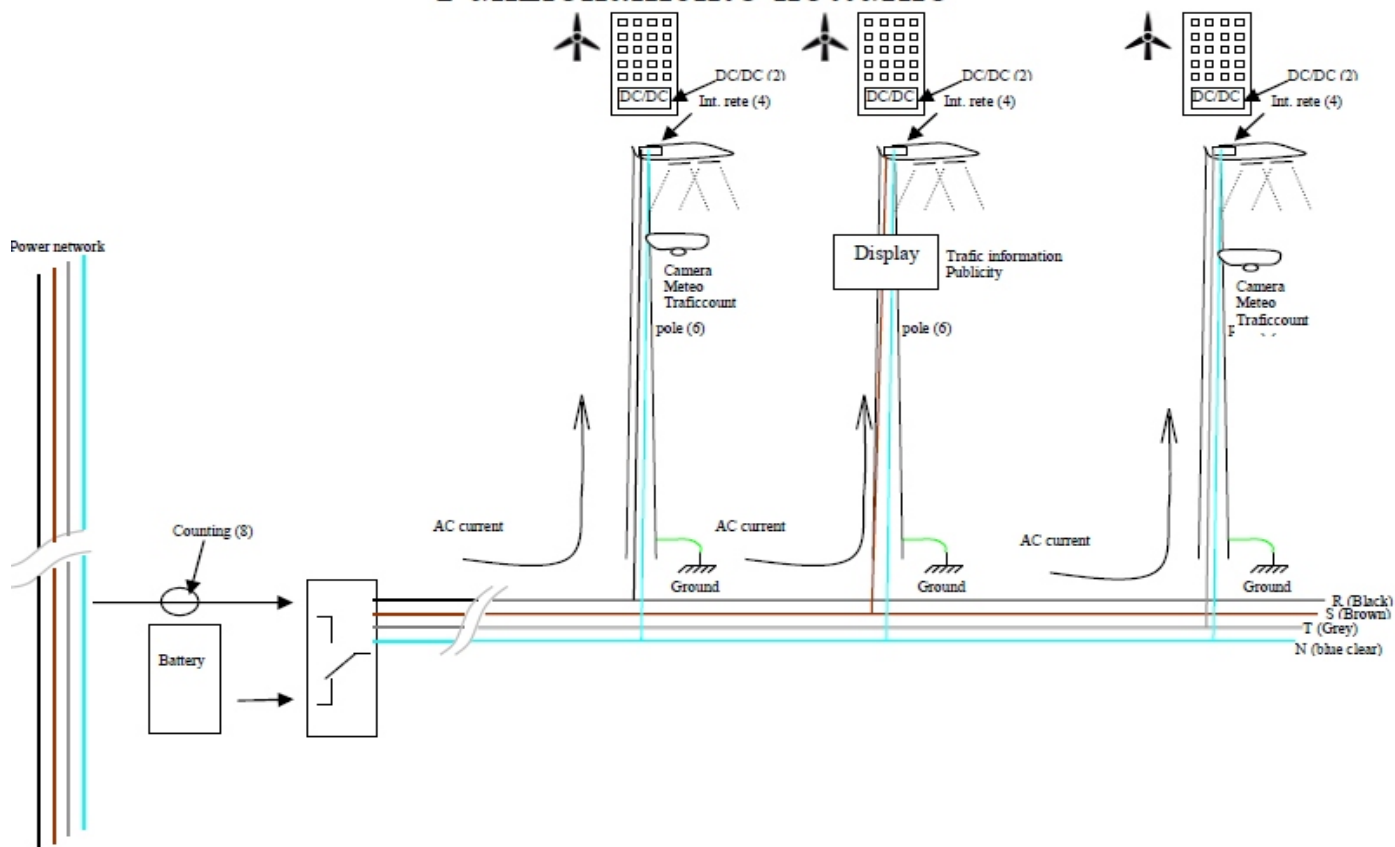 DC/DC (2)
DC/DC
Int. rete (4)
DC/DC (2)
DC/DC
Int. rete (4)
DC/DC (2)
DC/DC
Int. rete (4)
Power network
Camera
Meteo
Traficcount
pole (6)
Display
Trafic information
Publicity
pole (6)
Camera
Meteo
Traficcount
Counting (8)
AC current
AC current
AC current
Ground
Ground
Ground
Battery
R (Black)
S (Brown)
T (Grey)
N (blue clear)